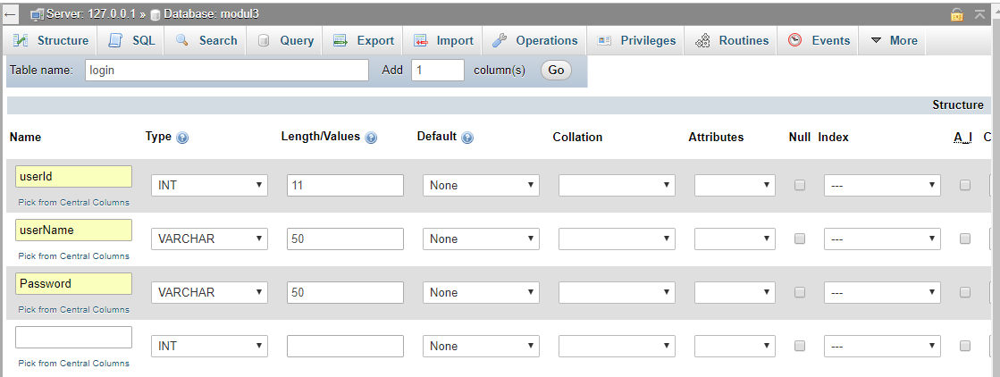 Server: 127.0.0.1 » Database: modul3
Structure SQL Search Query Export Import Operations Privileges Routines Events More
Table name: login Add 1 column(s) Go
Structure
Name Type Length/Values Default Collation Attributes Null Index A_I C
userId INT 11 None ---
Pick from Central Columns
userName VARCHAR 50 None ---
Pick from Central Columns
Password VARCHAR 50 None ---
Pick from Central Columns
INT None ---
Pick from Central Columns